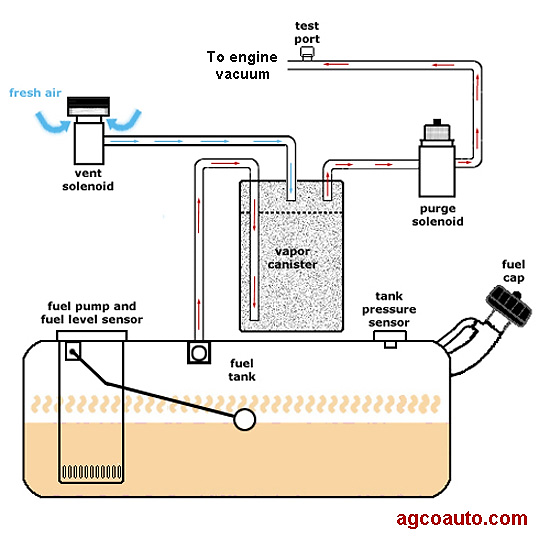 test
port
To engine
vacuum
fresh air
vent
solenoid
purge
solenoid
vapor
canister
fuel
cap
fuel pump and
fuel level sensor
tank
pressure
sensor
fuel
tank
agcoauto.com